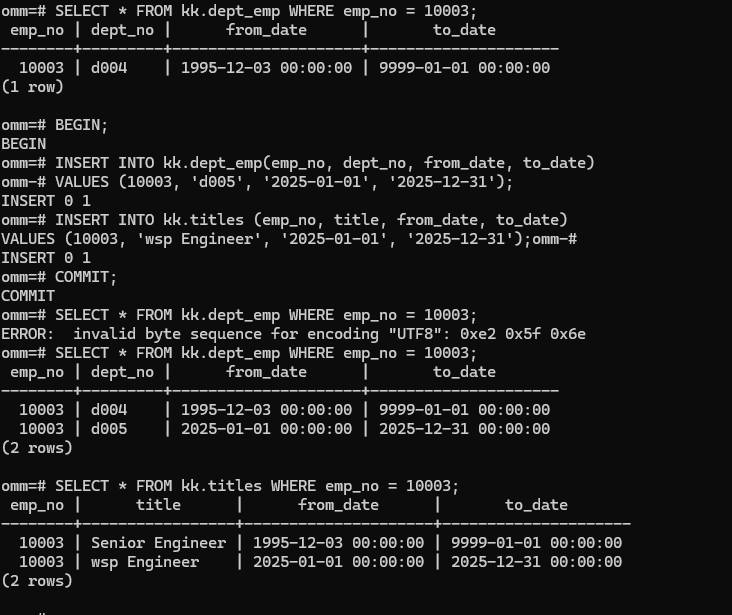 omm=# SELECT * FROM kk.dept_emp WHERE emp_no = 10003;
 emp_no | dept_no |      from_date      |       to_date
--------+---------+---------------------+---------------------
  10003 | d004    | 1995-12-03 00:00:00 | 9999-01-01 00:00:00
(1 row)

omm=# BEGIN;
BEGIN
omm=# INSERT INTO kk.dept_emp(emp_no, dept_no, from_date, to_date)
omm-# VALUES (10003, 'd005', '2025-01-01', '2025-12-31');
INSERT 0 1
omm=# INSERT INTO kk.titles (emp_no, title, from_date, to_date)
VALUES (10003, 'wsp Engineer', '2025-01-01', '2025-12-31');omm-#
INSERT 0 1
omm=# COMMIT;
COMMIT
omm=# SELECT * FROM kk.dept_emp WHERE emp_no = 10003;
ERROR:  invalid byte sequence for encoding "UTF8": 0xe2 0x5f 0x6e
omm=# SELECT * FROM kk.dept_emp WHERE emp_no = 10003;
 emp_no | dept_no |      from_date      |       to_date
--------+---------+---------------------+---------------------
  10003 | d004    | 1995-12-03 00:00:00 | 9999-01-01 00:00:00
  10003 | d005    | 2025-01-01 00:00:00 | 2025-12-31 00:00:00
(2 rows)

omm=# SELECT * FROM kk.titles WHERE emp_no = 10003;
 emp_no |      title      |      from_date      |       to_date
--------+-----------------+---------------------+---------------------
  10003 | Senior Engineer | 1995-12-03 00:00:00 | 9999-01-01 00:00:00
  10003 | wsp Engineer    | 2025-01-01 00:00:00 | 2025-12-31 00:00:00
(2 rows)